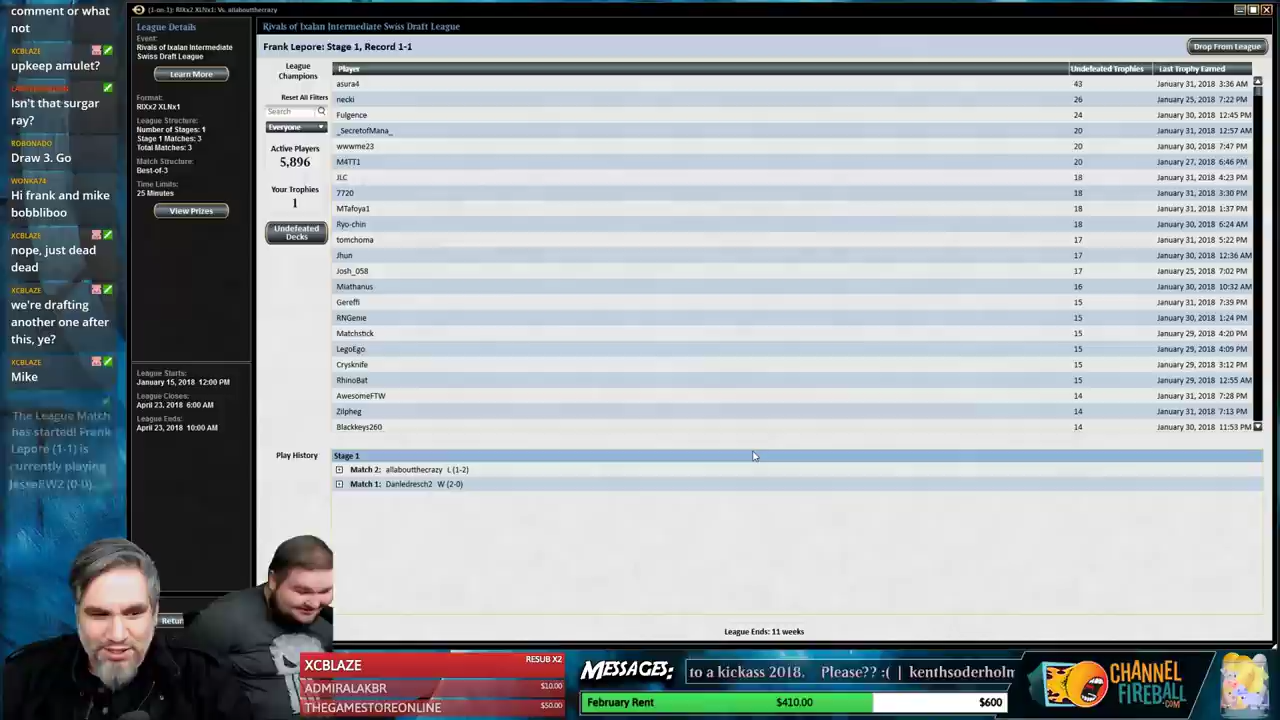 comment or what
not
XCBLAZE
upkeep amulet?
Isn't that surgar
ray?
ROBONADO
Draw 3. Go
WONKA74
Hi frank and mike
bobbliboo
XCBLAZE
nope, just dead
dead
XCBLAZE
we're drafting
another one after
this, ye?
XCBLAZE
Mike
The League Match
has started! Frank
Lepore (1-1) is
currently playing
(0-0).
(1-on-1): RIXx2 XLNx1: Vs. allaboutthecrazy
League Details
Event:
Rivals of Ixalan Intermediate
Swiss Draft League
Learn More
Format:
RIXx2 XLNx1
League Structure:
Number of Stages: 1
Stage 1 Matches: 3
Total Matches: 3
Match Structure:
Best-of-3
Time Limits:
25 Minutes
View Prizes
League Starts:
January 15, 2018 12:00 PM
League Closes:
April 23, 2018 6:00 AM
League Ends:
April 23, 2018 10:00 AM
Retur
Rivals of Ixalan Intermediate Swiss Draft League
Frank Lepore: Stage 1, Record 1-1
Drop From League
League
Champions
Reset All Filters
Search
Everyone
Active Players
5,896
Your Trophies
1
Undefeated
Decks
Player Undefeated Trophies Last Trophy Earned
asura4 43 January 31, 2018 3:36 AM
necki 26 January 25, 2018 7:22 PM
Fulgence 24 January 30, 2018 12:45 PM
_SecretofMana_ 20 January 31, 2018 12:57 AM
wwwme23 20 January 30, 2018 7:47 PM
M4TT1 20 January 27, 2018 6:46 PM
JLC 18 January 31, 2018 4:23 PM
7720 18 January 31, 2018 3:30 PM
MTafoya1 18 January 31, 2018 1:37 PM
Ryo-chin 18 January 30, 2018 6:24 AM
tomchoma 17 January 31, 2018 5:22 PM
Jhun 17 January 30, 2018 12:36 AM
Josh_058 17 January 25, 2018 7:02 PM
Miathanus 16 January 30, 2018 10:32 AM
Gereffi 15 January 31, 2018 7:39 PM
RNGenie 15 January 30, 2018 1:24 PM
Matchstick 15 January 29, 2018 4:20 PM
LegoEgo 15 January 29, 2018 4:09 PM
Crysknife 15 January 29, 2018 3:12 PM
RhinoBat 15 January 29, 2018 12:55 AM
AwesomeFTW 14 January 31, 2018 7:28 PM
Zilpheg 14 January 31, 2018 7:13 PM
Blackkeys260 14 January 30, 2018 11:53 PM
Play History
Stage 1
Match 2: allaboutthecrazy L (1-2)
Match 1: Danledresch2 W (2-0)
League Ends: 11 weeks
XCBLAZE RESUB X2
ADMIRALAKBR $10.00
THEGAMESTOREONLINE $50.00
MESSAGES: to a kickass 2018. Please?? :( | kenthsoderholm
February Rent $410.00 $600
CHANNEL
FIREBALL
.COM